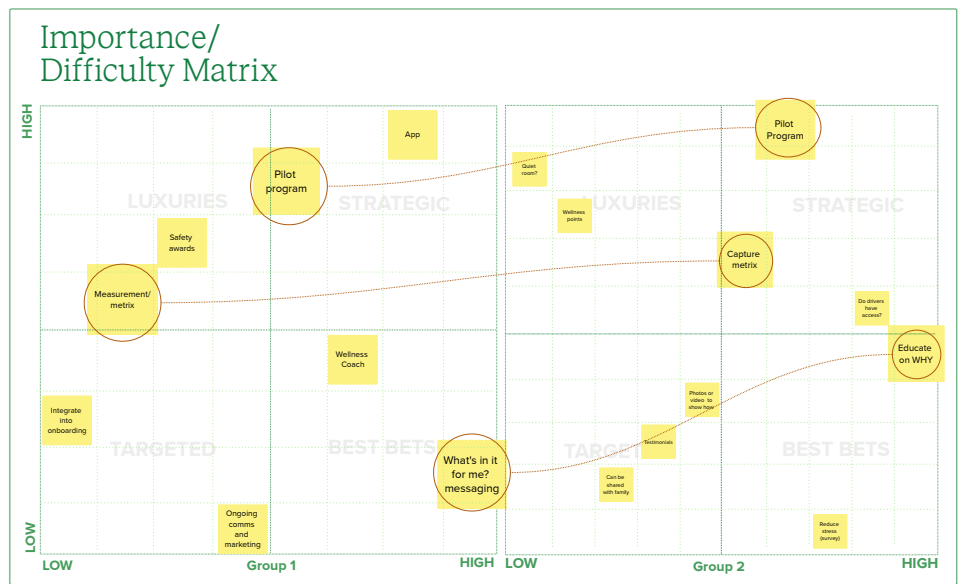 Importance/
Difficulty Matrix
HIGH
App
Pilot
program
LUXURIES
STRATEGIC
Safety
awards
Measurement/
metrix
Wellness
Coach
Integrate
into
onboarding
TARGETED
BEST BETS
What's in it
for me?
messaging
Ongoing
comms
and
marketing
LOW
LOW
Group 1
HIGH
Pilot
Program
Quiet
room?
Wellness
points
UXURIES
STRATEGIC
Capture
metrix
Do drivers
have
access?
Educate
on WHY
Photos or
video to
show how
Testimonials
TARGET
BEST BETS
Can be
shared
with family
Reduce
stress
(survey)
LOW
Group 2
HIGH